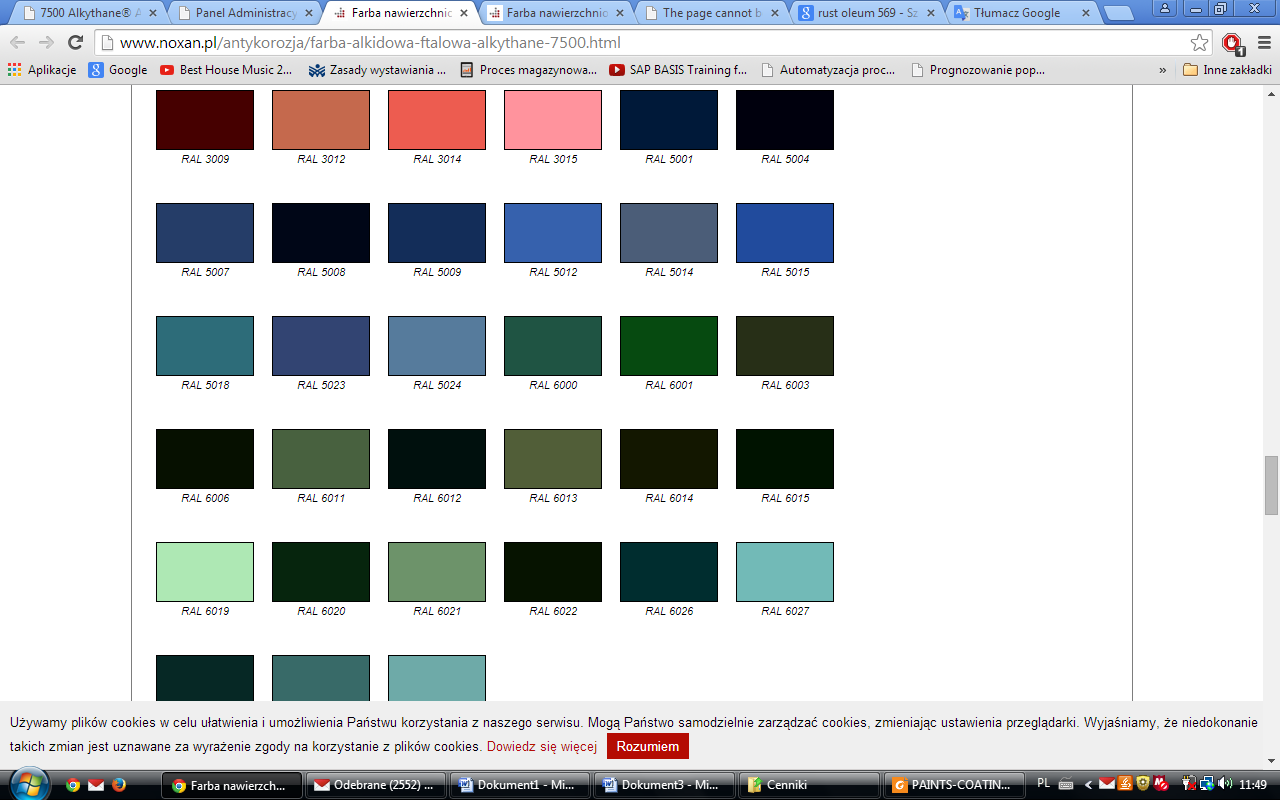 7500 Alkythane® A
Panel Administracy
Farba nawierzchnic
Farba nawierzchnio
The page cannot b
rust oleum 569 - Sz
Tłumacz Google
www.noxan.pl/antykorozja/farba-alkidowa-ftalowa-alkythane-7500.html
1
Aplikacje
Google
Best House Music 2...
Zasady wystawiania ...
Proces magazynowa...
SAP BASIS Training f...
Automatyzacja proc...
Prognozowanie pop...
»
Inne zakładki
RAL 3009 RAL 3012 RAL 3014 RAL 3015 RAL 5001 RAL 5004
RAL 5007 RAL 5008 RAL 5009 RAL 5012 RAL 5014 RAL 5015
RAL 5018 RAL 5023 RAL 5024 RAL 6000 RAL 6001 RAL 6003
RAL 6006 RAL 6011 RAL 6012 RAL 6013 RAL 6014 RAL 6015
RAL 6019 RAL 6020 RAL 6021 RAL 6022 RAL 6026 RAL 6027
Używamy plików cookies w celu ułatwienia i umożliwienia Państwu korzystania z naszego serwisu. Mogą Państwo samodzielnie zarządzać cookies, zmieniając ustawienia przeglądarki. Wyjaśniamy, że niedokonanie
takich zmian jest uznawane za wyrażenie zgody na korzystanie z plików cookies. Dowiedz się więcej Rozumiem
Farba nawierzch...
Odebrane (2552) ...
Dokument1 - Mi...
Dokument3 - Mi...
Cenniki
PAINTS-COATIN...
PL
11:49